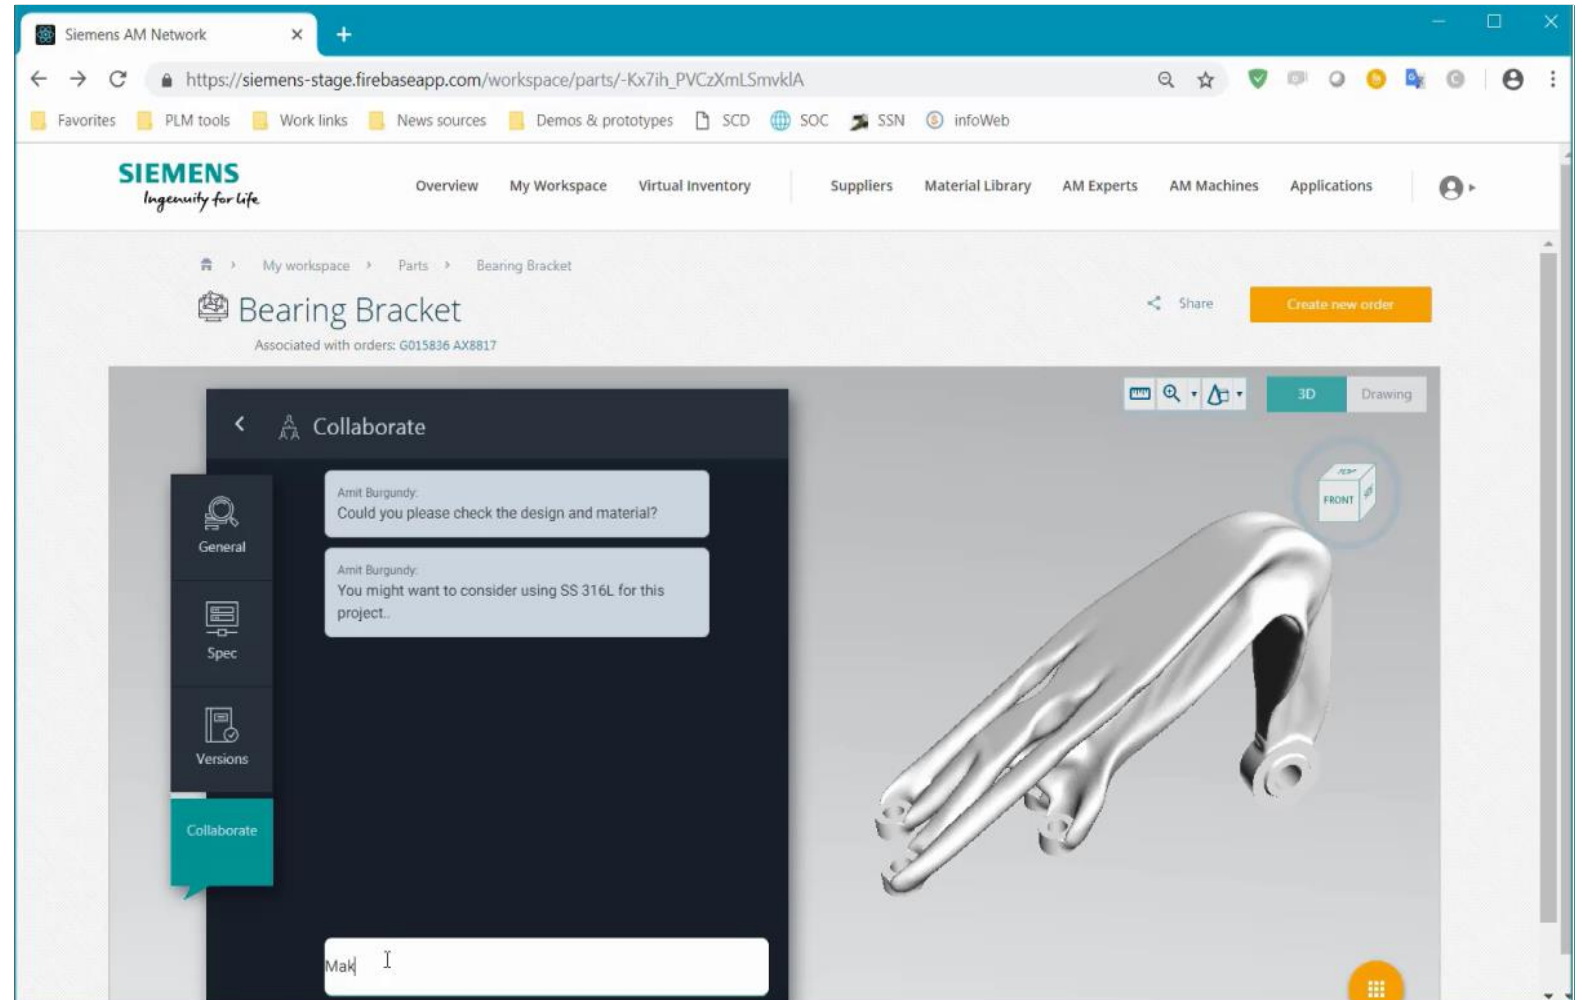 Siemens AM Network
https://siemens-stage.firebaseapp.com/workspace/parts/-Kx7ih_PVCzXmLSmvklA
Favorites PLM tools Work links News sources Demos & prototypes SCD SOC SSN infoWeb
SIEMENS
Ingenuity for life
Overview My Workspace Virtual Inventory Suppliers Material Library AM Experts AM Machines Applications
My workspace Parts Bearing Bracket
Bearing Bracket
Share
Create new order
Associated with orders: G015836 AX8817
3D Drawing
Collaborate
TOP
FRONT
Amit Burgundy:
Could you please check the design and material?
General
Amit Burgundy:
You might want to consider using SS 316L for this
project..
Spec
Versions
Collaborate
Mak